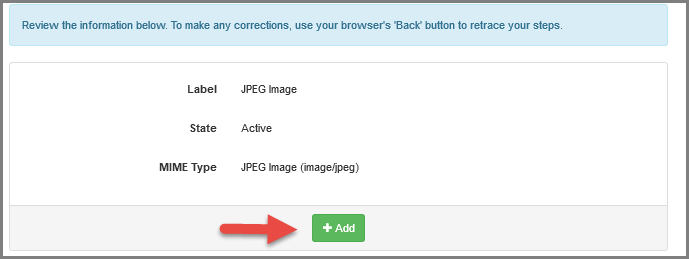 Review the information below. To make any corrections, use your browser's 'Back' button to retrace your steps.
Label JPEG Image
State Active
MIME Type JPEG Image (image/jpeg)
+ Add